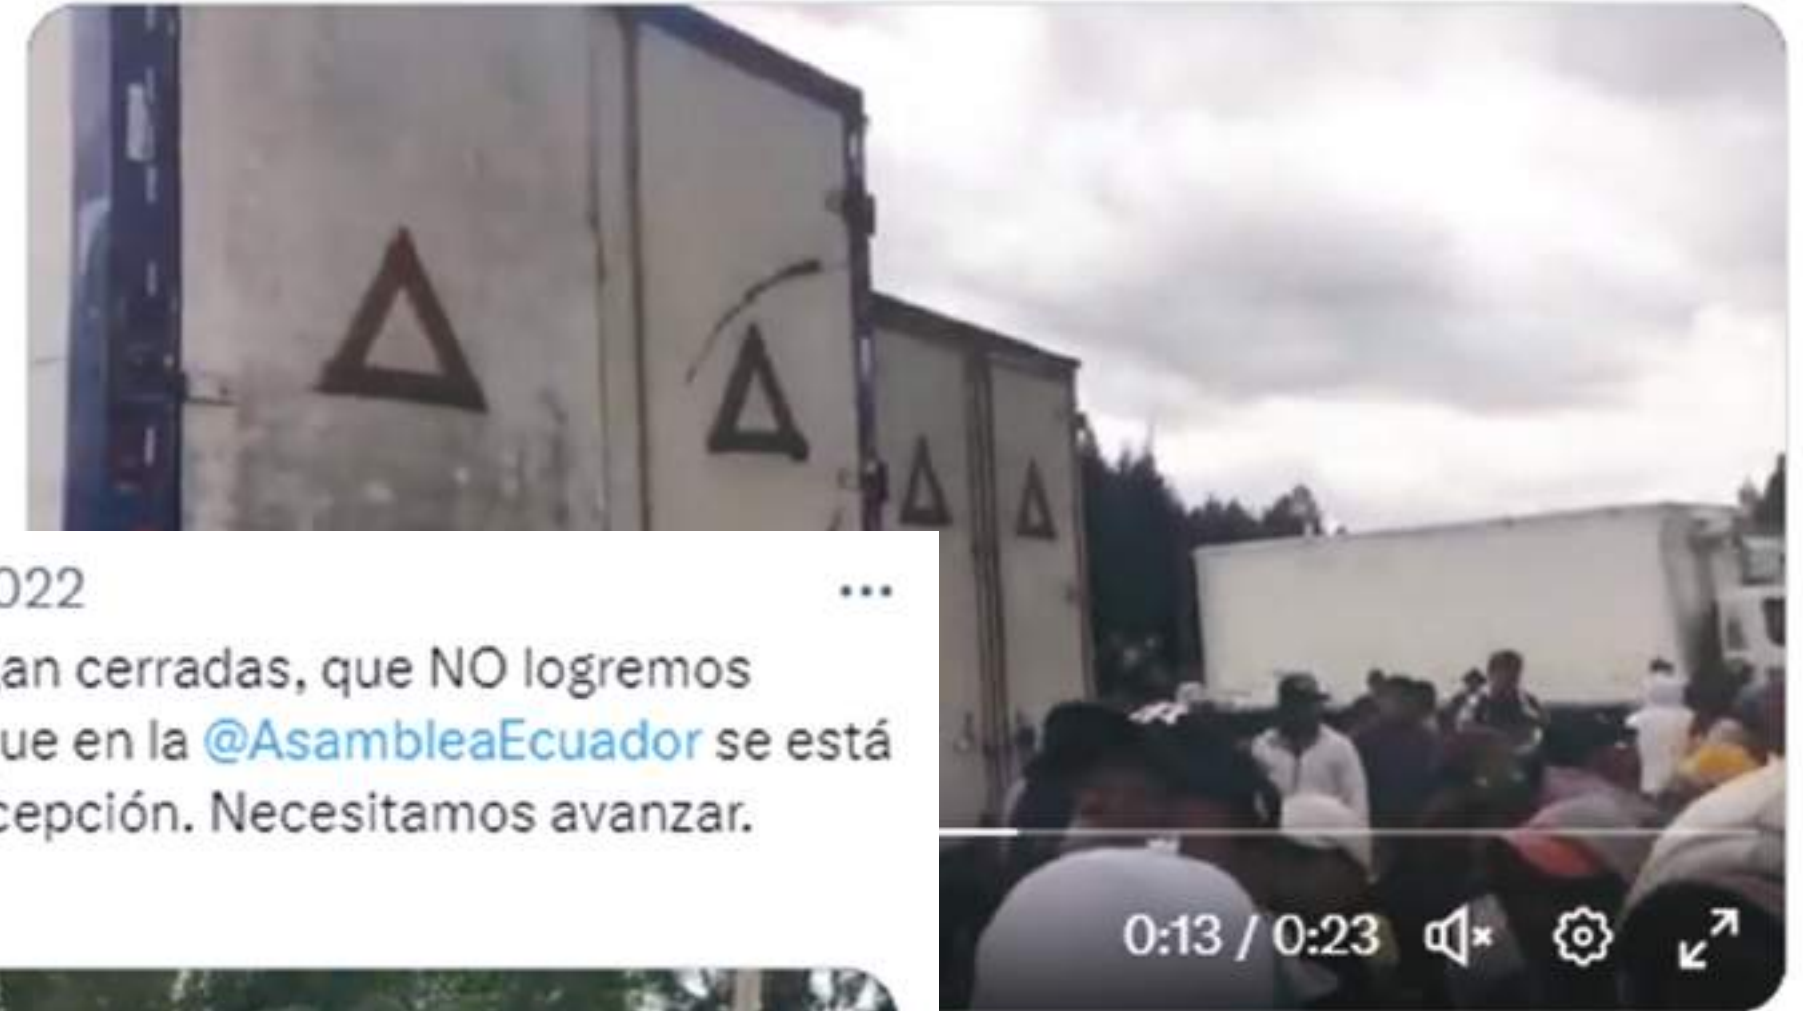 022
an cerradas, que NO logremos
ue en la @AsambleaEcuador se está
cepción. Necesitamos avanzar.
0:13 / 0:23